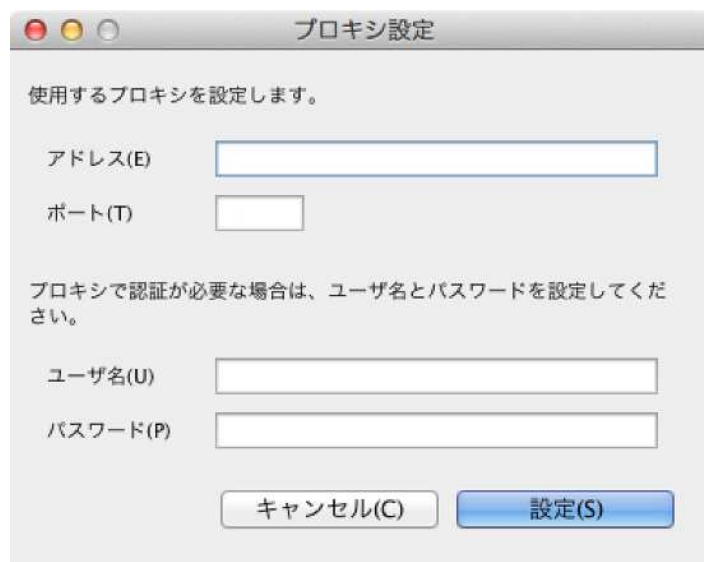 プロキシ設定
使用するプロキシを設定します。
アドレス(E)
ポート(T)
プロキシで認証が必要な場合は、ユーザ名とパスワードを設定してくだ
さい。
ユーザ名(U)
パスワード(P)
キャンセル(C)
設定(S)